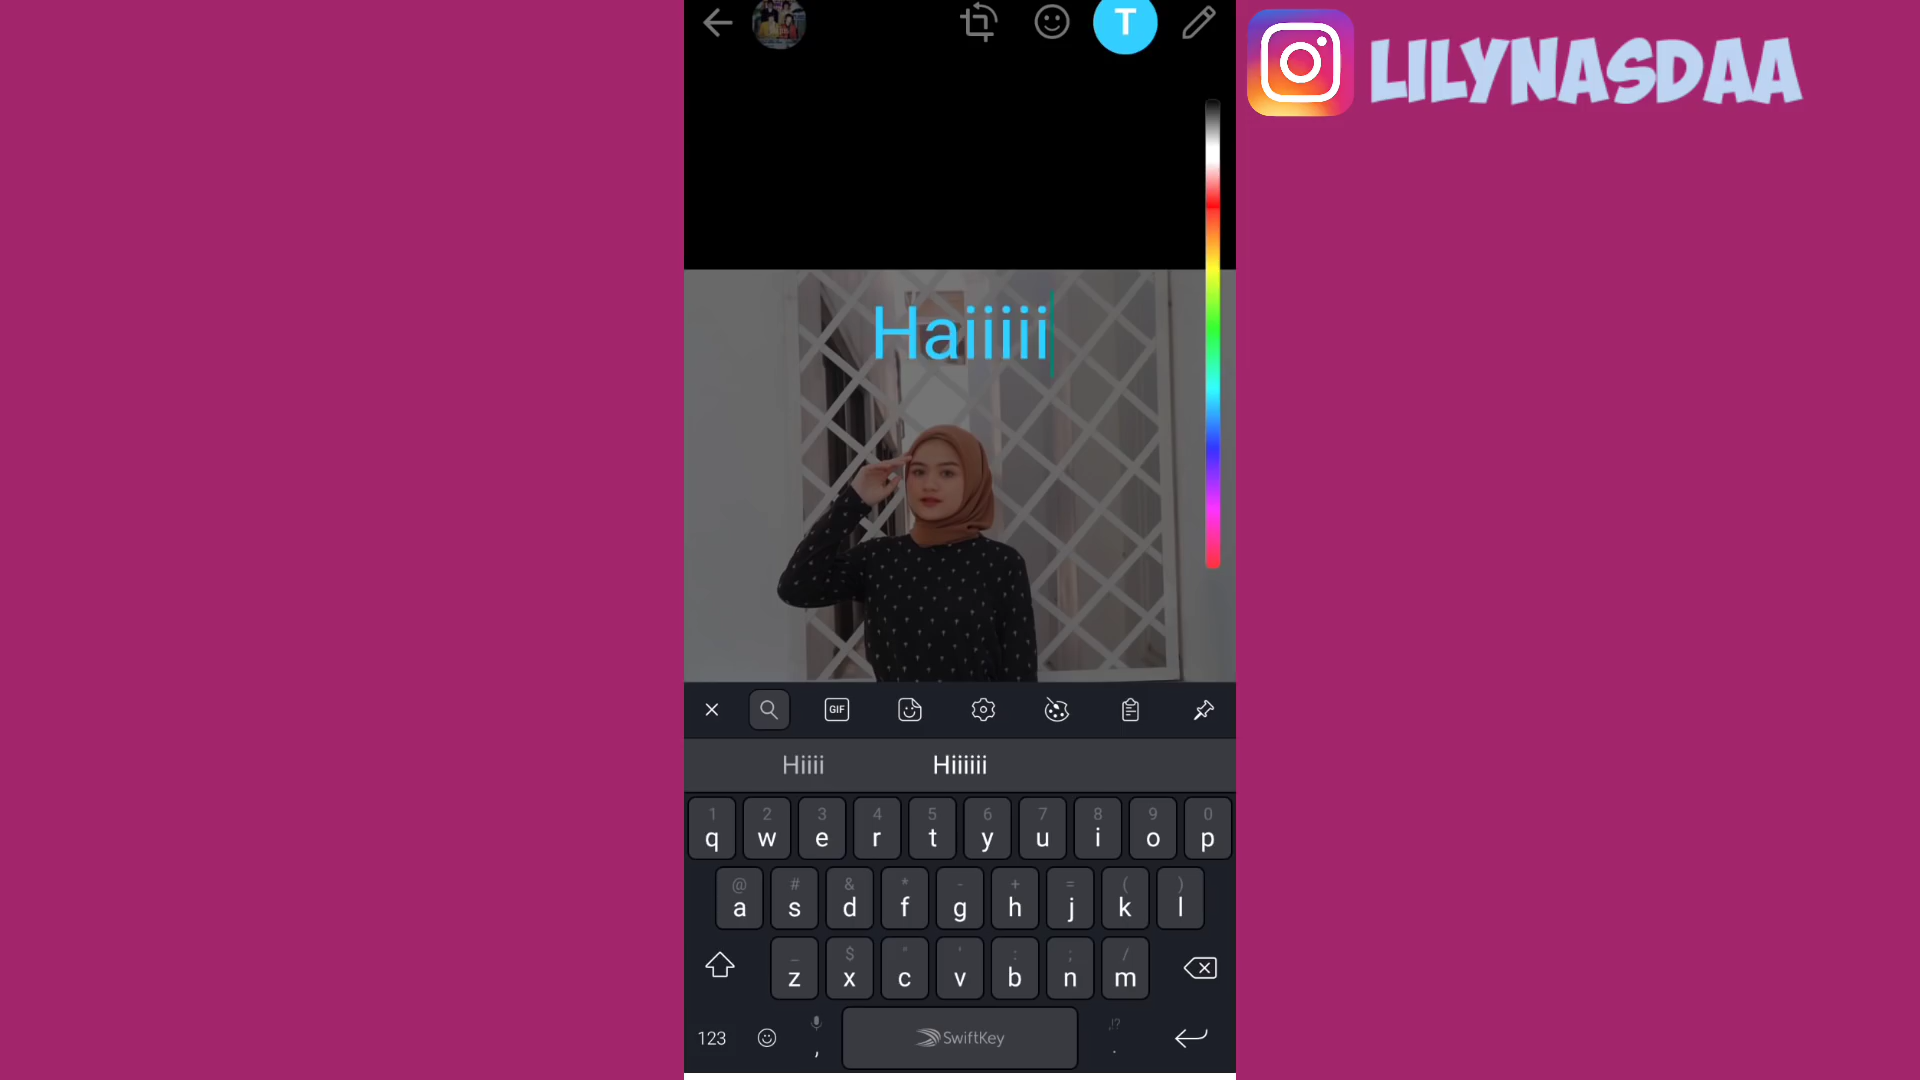 T
LILYNASDAA
Haiiiii
GIF
Hiiii Hiiiiii
1 2 3 4 5 6 7 8 9 0
q w e r t y u i o p
@ # & * - + = ( )
a s d f g h j k l
_ $ " ' : ; /
z x c v b n m
123 , SwiftKey ,!? .